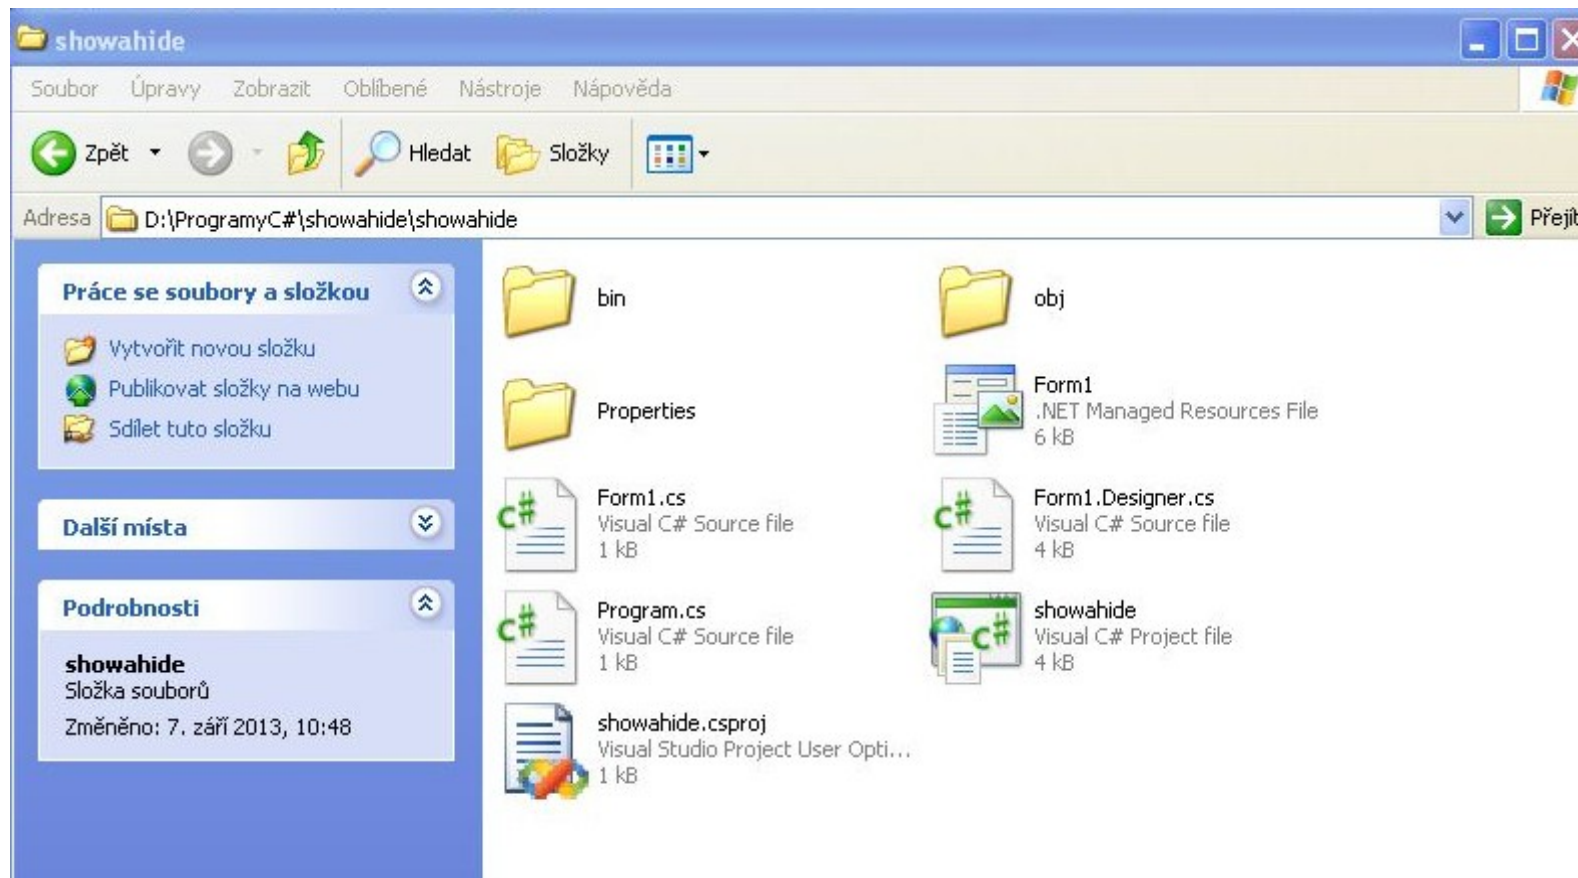 showahide
Soubor Úpravy Zobrazit Oblíbené Nástroje Nápověda
Zpět Hledat Složky
Adresa D:\ProgramyC#\showahide\showahide Přejít
Práce se soubory a složkou
Vytvořit novou složku
Publikovat složky na webu
Sdílet tuto složku
Další místa
Podrobnosti
showahide
Složka souborů
Změněno: 7. září 2013, 10:48
bin
obj
Properties
Form1
.NET Managed Resources File
6 kB
Form1.cs
Visual C# Source file
1 kB
Form1.Designer.cs
Visual C# Source file
4 kB
Program.cs
Visual C# Source file
1 kB
showahide
Visual C# Project file
4 kB
showahide.csproj
Visual Studio Project User Opti...
1 kB